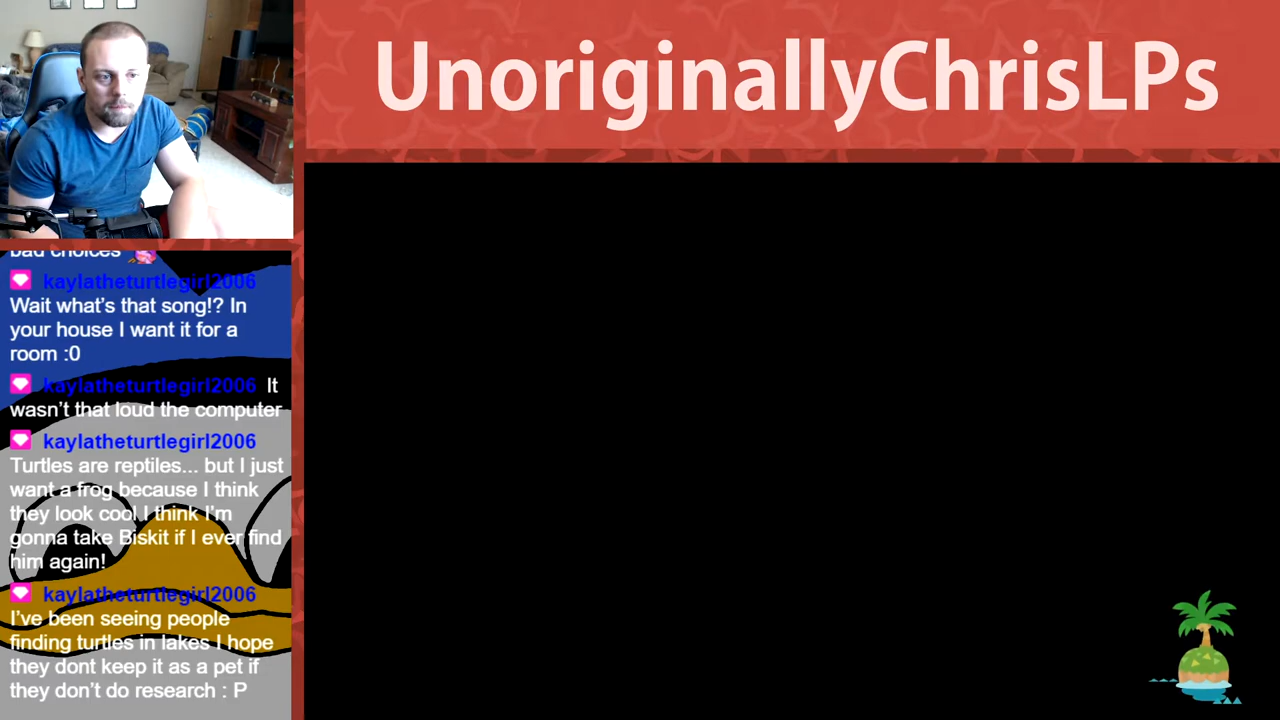 UnoriginallyChrisLPs
bad choices
kaylatheturtlegirl2006
Wait what's that song!? In
your house I want it for a
room :0
kaylatheturtlegirl2006 It
wasn't that loud the computer
kaylatheturtlegirl2006
Turtles are reptiles... but I just
want a frog because I think
they look cool.I think I'm
gonna take Biskit if I ever find
him again!
kaylatheturtlegirl2006
I've been seeing people
finding turtles in lakes I hope
they dont keep it as a pet if
they don't do research : P